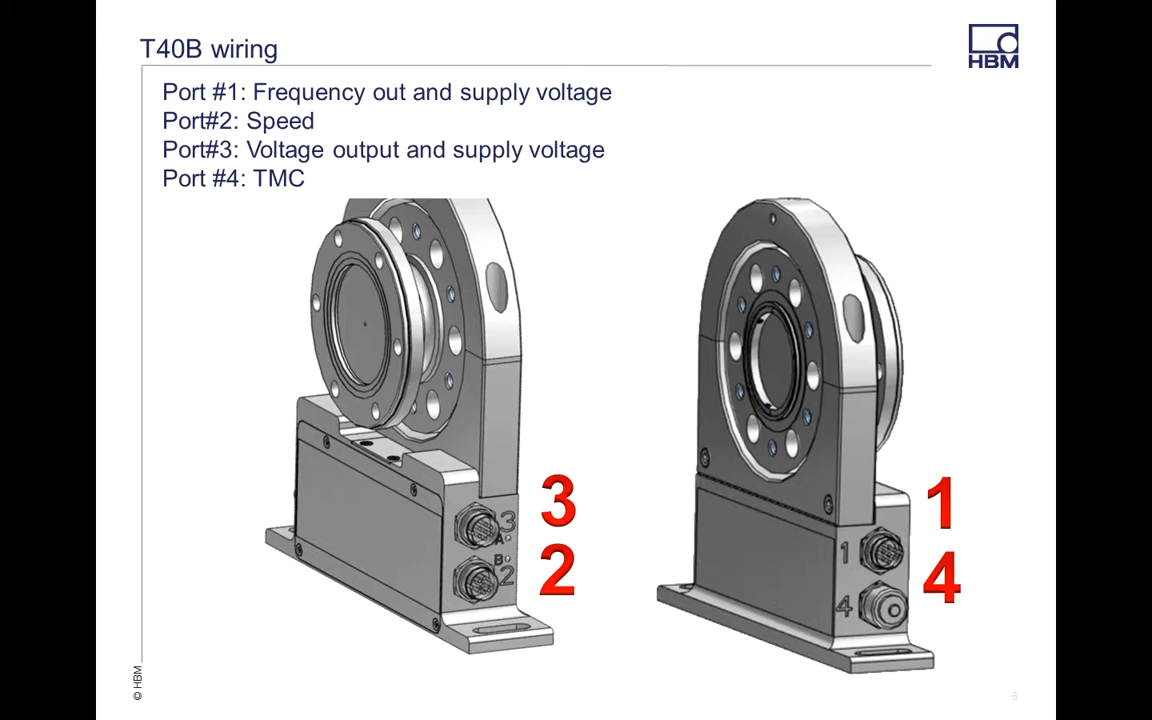 T40B wiring
HBM
Port #1: Frequency out and supply voltage
Port#2: Speed
Port#3: Voltage output and supply voltage
Port #4: TMC
3
A
B
2
3
2
1
4
1
4
© HBM
6